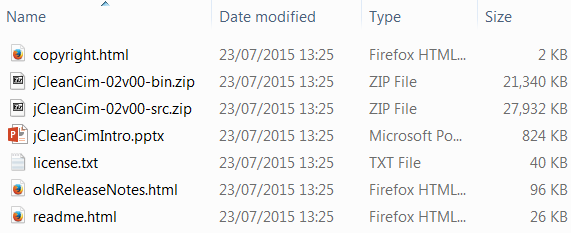 Name Date modified Type Size
copyright.html 23/07/2015 13:25 Firefox HTML... 2 KB
jCleanCim-02v00-bin.zip 23/07/2015 13:25 ZIP File 21,340 KB
jCleanCim-02v00-src.zip 23/07/2015 13:25 ZIP File 27,932 KB
jCleanCimIntro.pptx 23/07/2015 13:25 Microsoft Po... 824 KB
license.txt 23/07/2015 13:25 TXT File 40 KB
oldReleaseNotes.html 23/07/2015 13:25 Firefox HTML... 96 KB
readme.html 23/07/2015 13:25 Firefox HTML... 26 KB